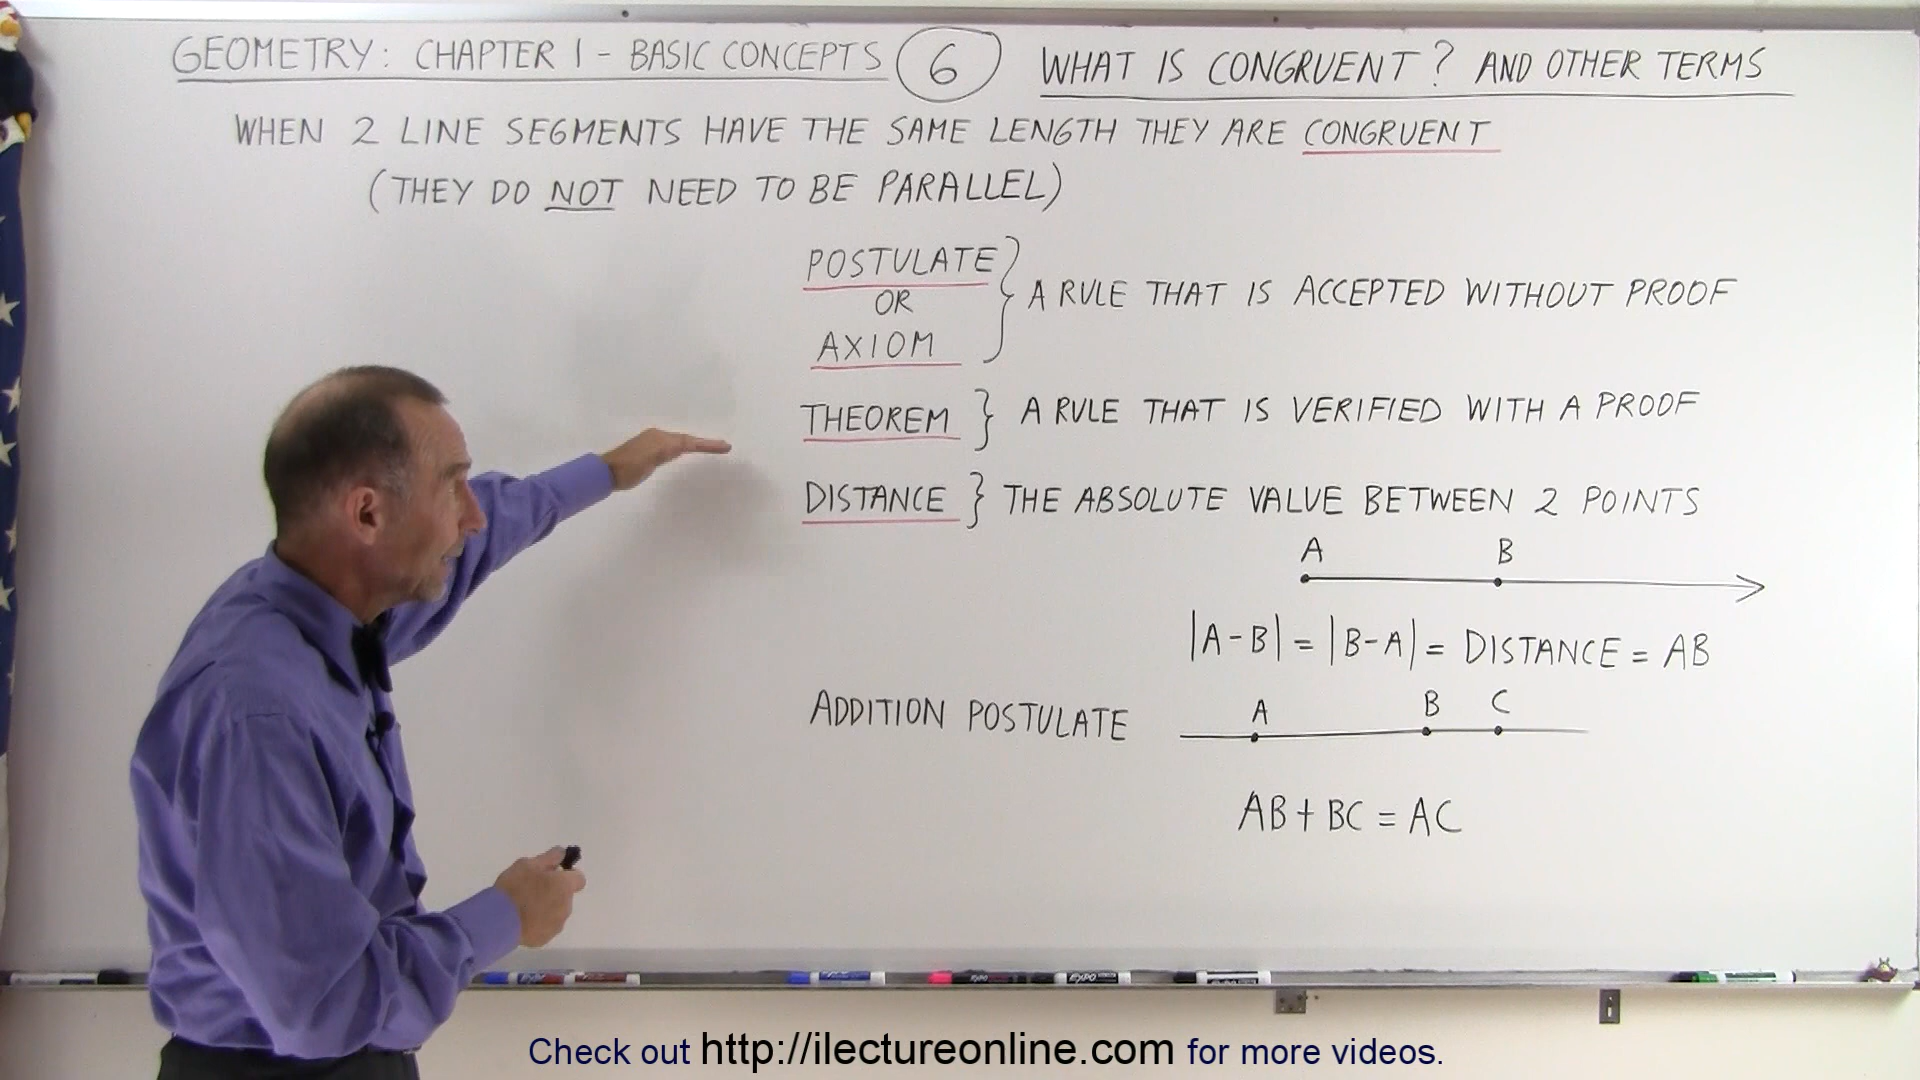 GEOMETRY: CHAPTER 1 - BASIC CONCEPTS 6 WHAT IS CONGRUENT? AND OTHER TERMS
WHEN 2 LINE SEGMENTS HAVE THE SAME LENGTH THEY ARE CONGRUENT
(THEY DO NOT NEED TO BE PARALLEL)
POSTULATE
OR
AXIOM
} A RULE THAT IS ACCEPTED WITHOUT PROOF
THEOREM } A RULE THAT IS VERIFIED WITH A PROOF
DISTANCE } THE ABSOLUTE VALUE BETWEEN 2 POINTS
A B
|A-B| = |B-A| = DISTANCE = AB
ADDITION POSTULATE
A B C
AB + BC = AC
EXPO
Check out http://ilectureonline.com for more videos.